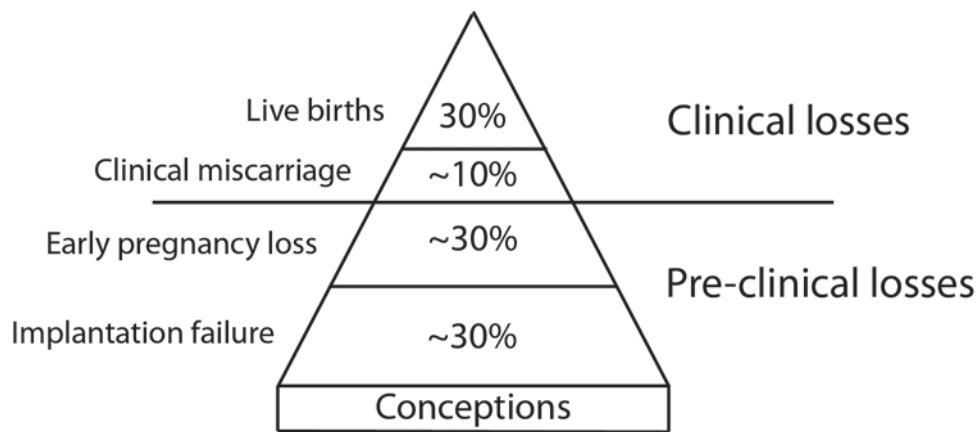 Live births
30%
Clinical losses
Clinical miscarriage
~10%
Early pregnancy loss
~30%
Pre-clinical losses
Implantation failure
~30%
Conceptions